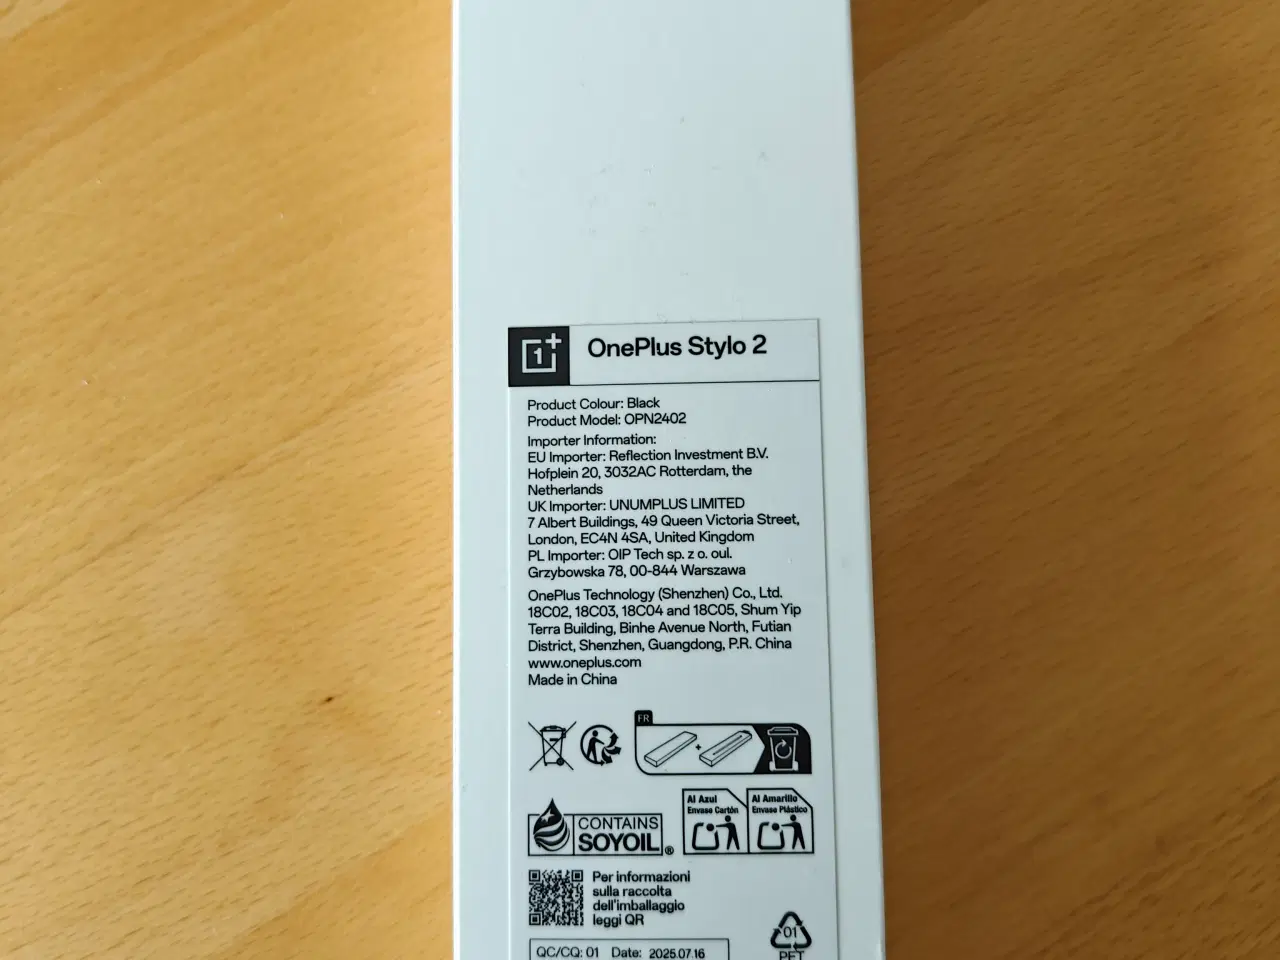 1+
OnePlus Stylo 2
Product Colour: Black
Product Model: OPN2402
Importer Information:
EU Importer: Reflection Investment B.V.
Hofplein 20, 3032AC Rotterdam, the
Netherlands
UK Importer: UNUMPLUS LIMITED
7 Albert Buildings, 49 Queen Victoria Street,
London, EC4N 4SA, United Kingdom
PL Importer: OIP Tech sp. z o. oul.
Grzybowska 78, 00-844 Warszawa
OnePlus Technology (Shenzhen) Co., Ltd.
18C02, 18C03, 18C04 and 18C05, Shum Yip
Terra Building, Binhe Avenue North, Futian
District, Shenzhen, Guangdong, P.R. China
www.oneplus.com
Made in China
FR
+
Al Azul
Envase Cartón
Al Amarillo
Envase Plástico
CONTAINS
SOYOIL®
Per informazioni
sulla raccolta
dell'imballaggio
leggi QR
01
PET
QC/CQ: 01 Date: 2025.07.16